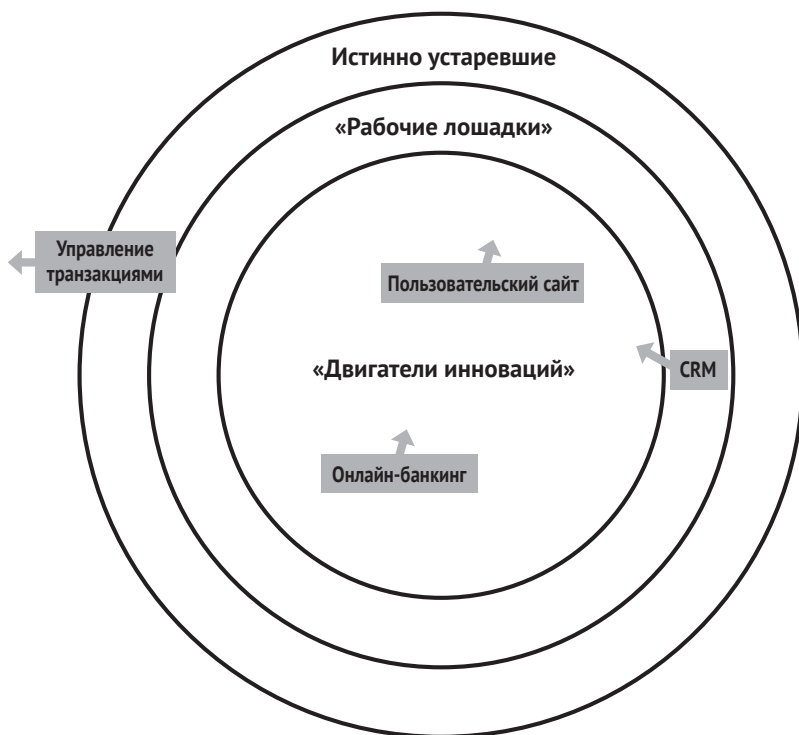 Истинно устаревшие
«Рабочие лошадки»
Управление
транзакциями
Пользовательский сайт
«Двигатели инноваций»
CRM
Онлайн-банкинг